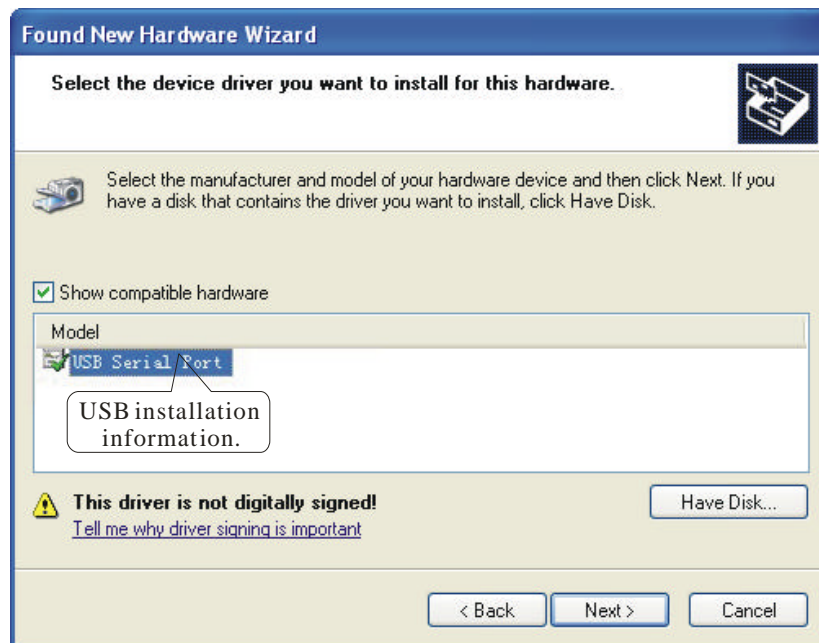 Found New Hardware Wizard
Select the device driver you want to install for this hardware.
Select the manufacturer and model of your hardware device and then click Next. If you
have a disk that contains the driver you want to install, click Have Disk.
Show compatible hardware
Model
USB Serial Port
USB installation
information.
This driver is not digitally signed!
Have Disk...
Tell me why driver signing is important
< Back
Next >
Cancel